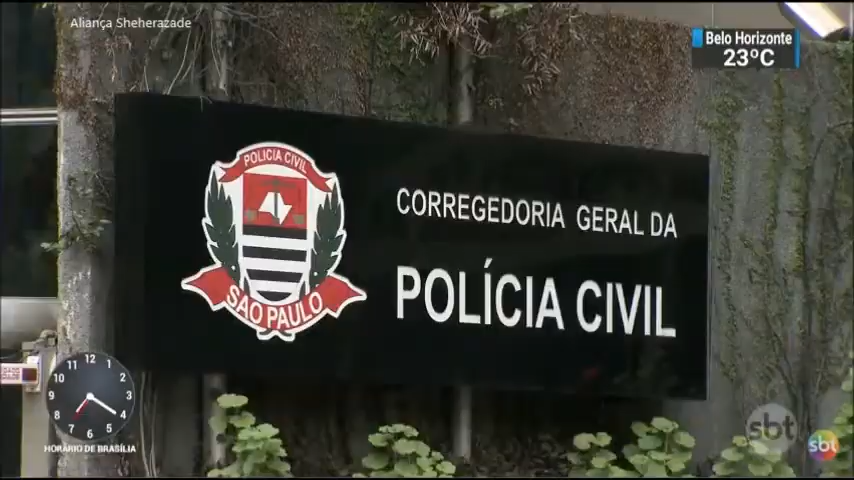 Aliança Sheherazade
Belo Horizonte
23°C
POLÍCIA CIVIL
SÃO PAULO
CORREGEDORIA GERAL DA
POLÍCIA CIVIL
12
11 1
10 2
9 3
8 4
7 5
6
HORÁRIO DE BRASÍLIA
sbt
sbt